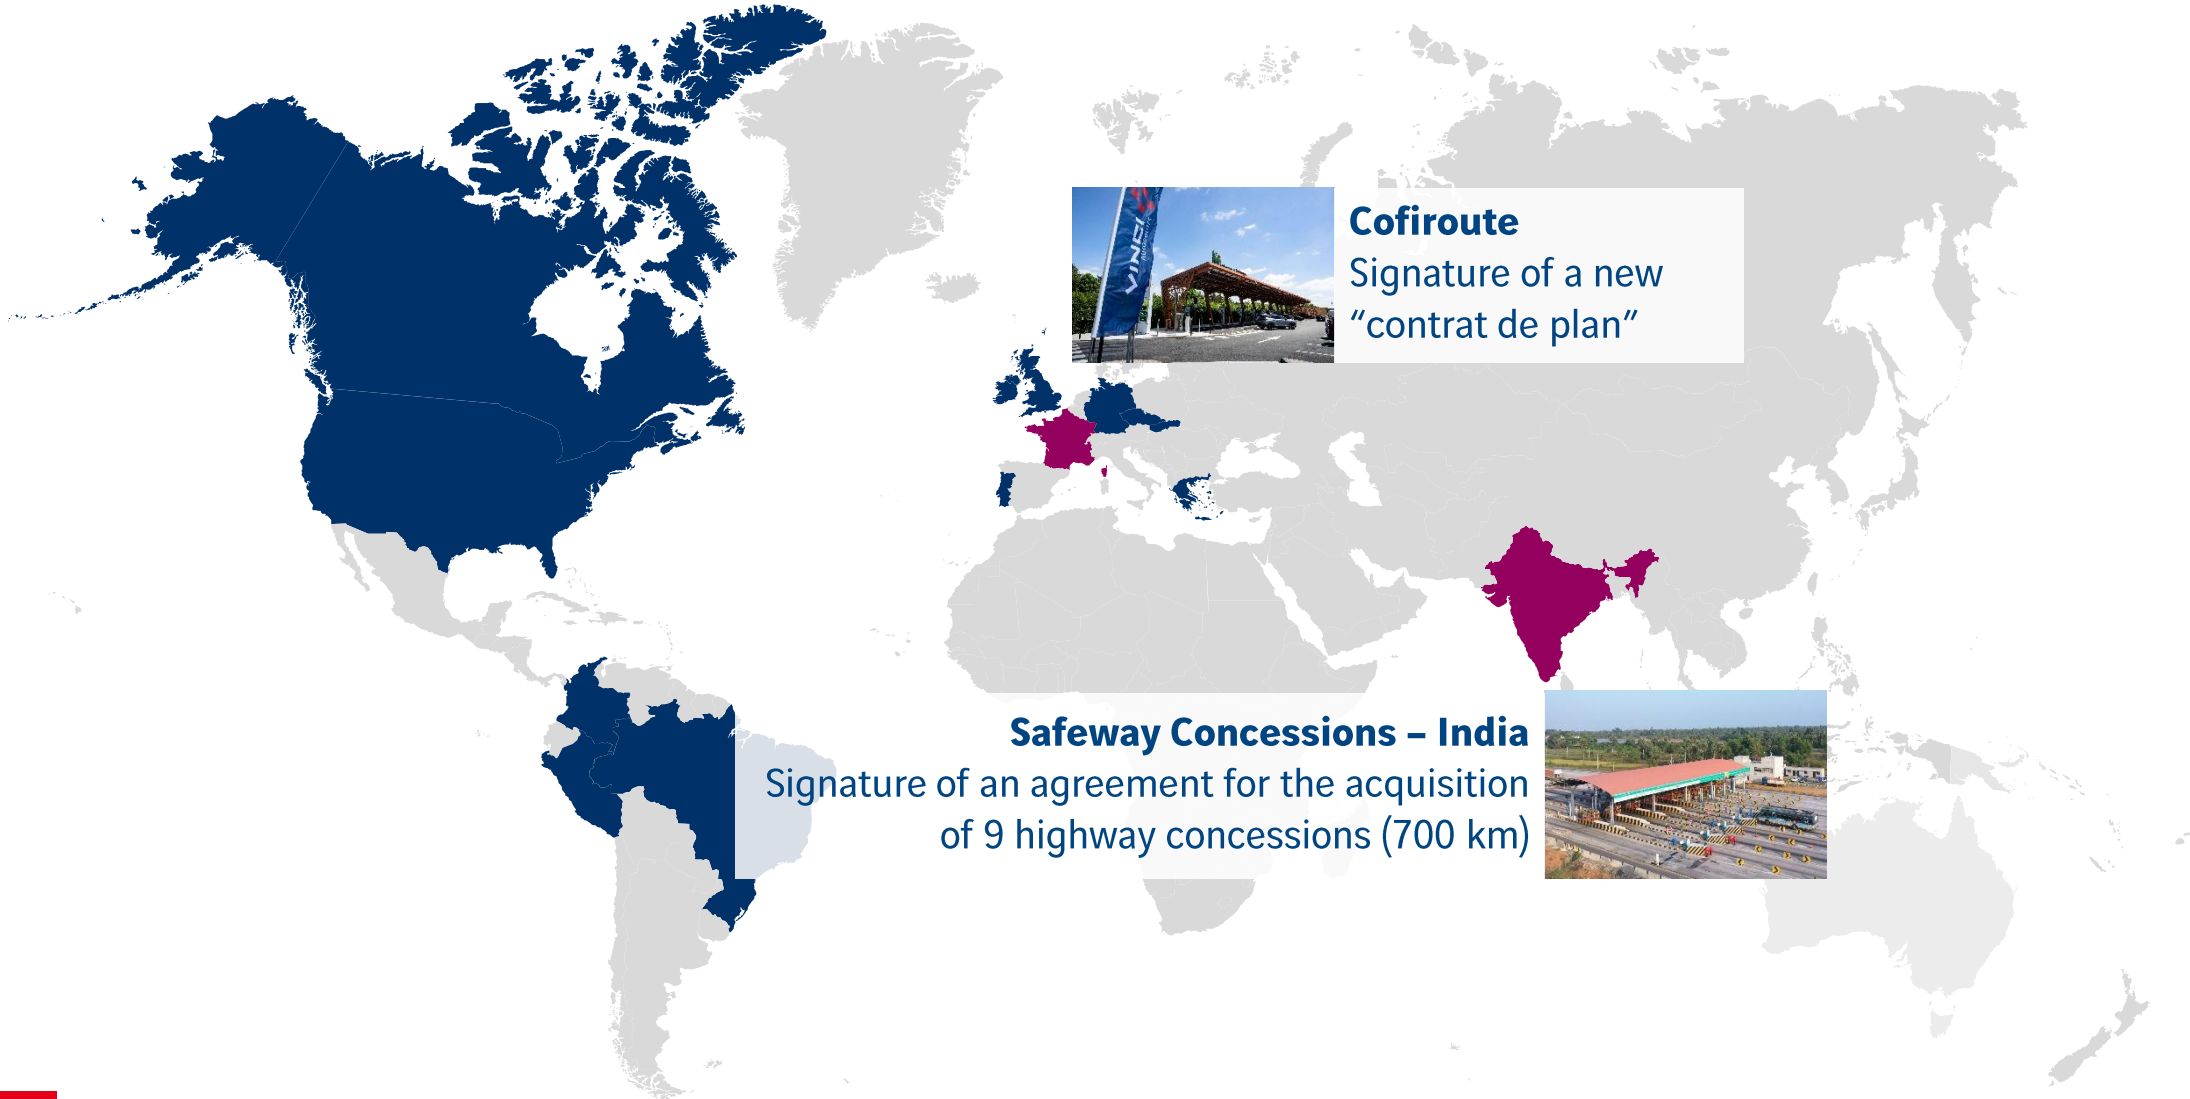 VINCI
Cofiroute
Signature of a new
“contrat de plan”
Safeway Concessions – India
Signature of an agreement for the acquisition
of 9 highway concessions (700 km)